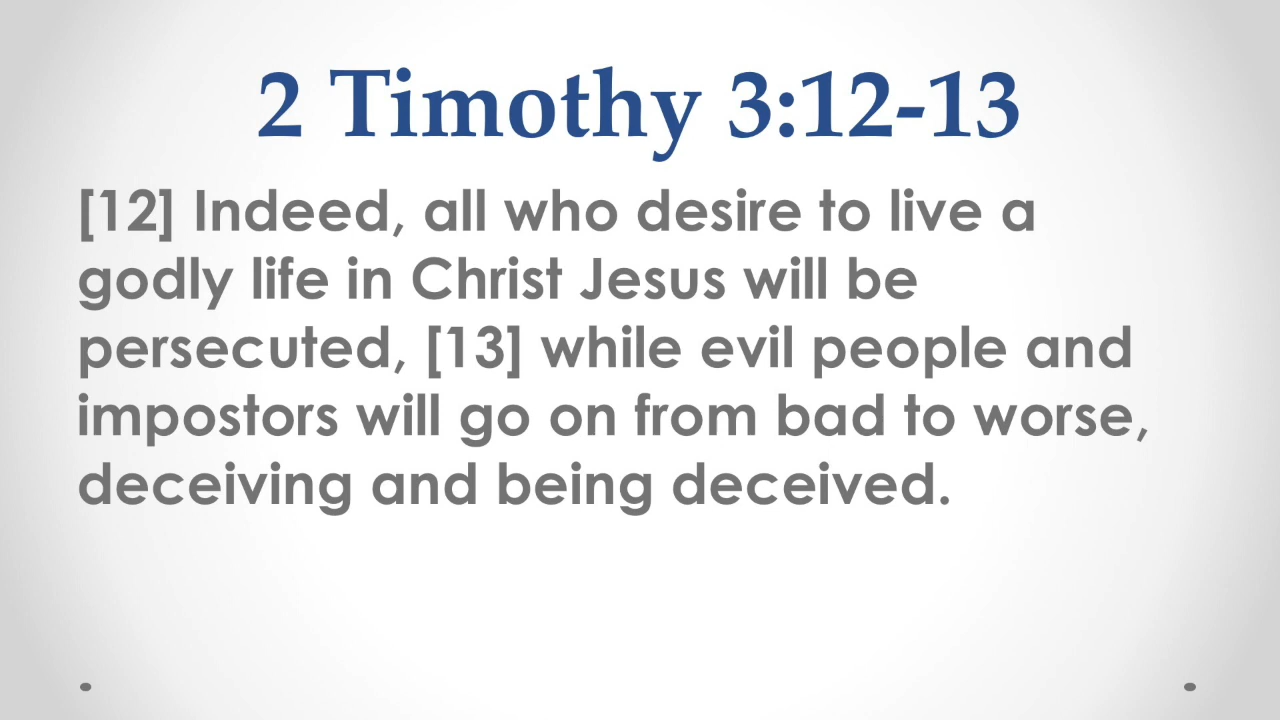 2 Timothy 3:12-13
[12] Indeed, all who desire to live a
godly life in Christ Jesus will be
persecuted, [13] while evil people and
impostors will go on from bad to worse,
deceiving and being deceived.